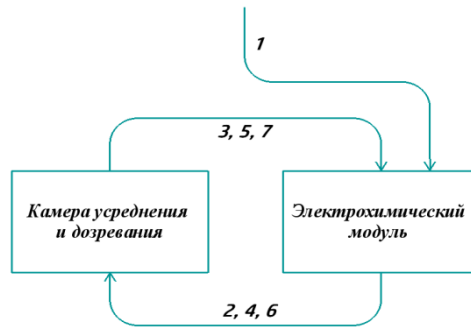 1
3, 5, 7
Камера усреднения
и дозревания
Электрохимический
модуль
2, 4, 6